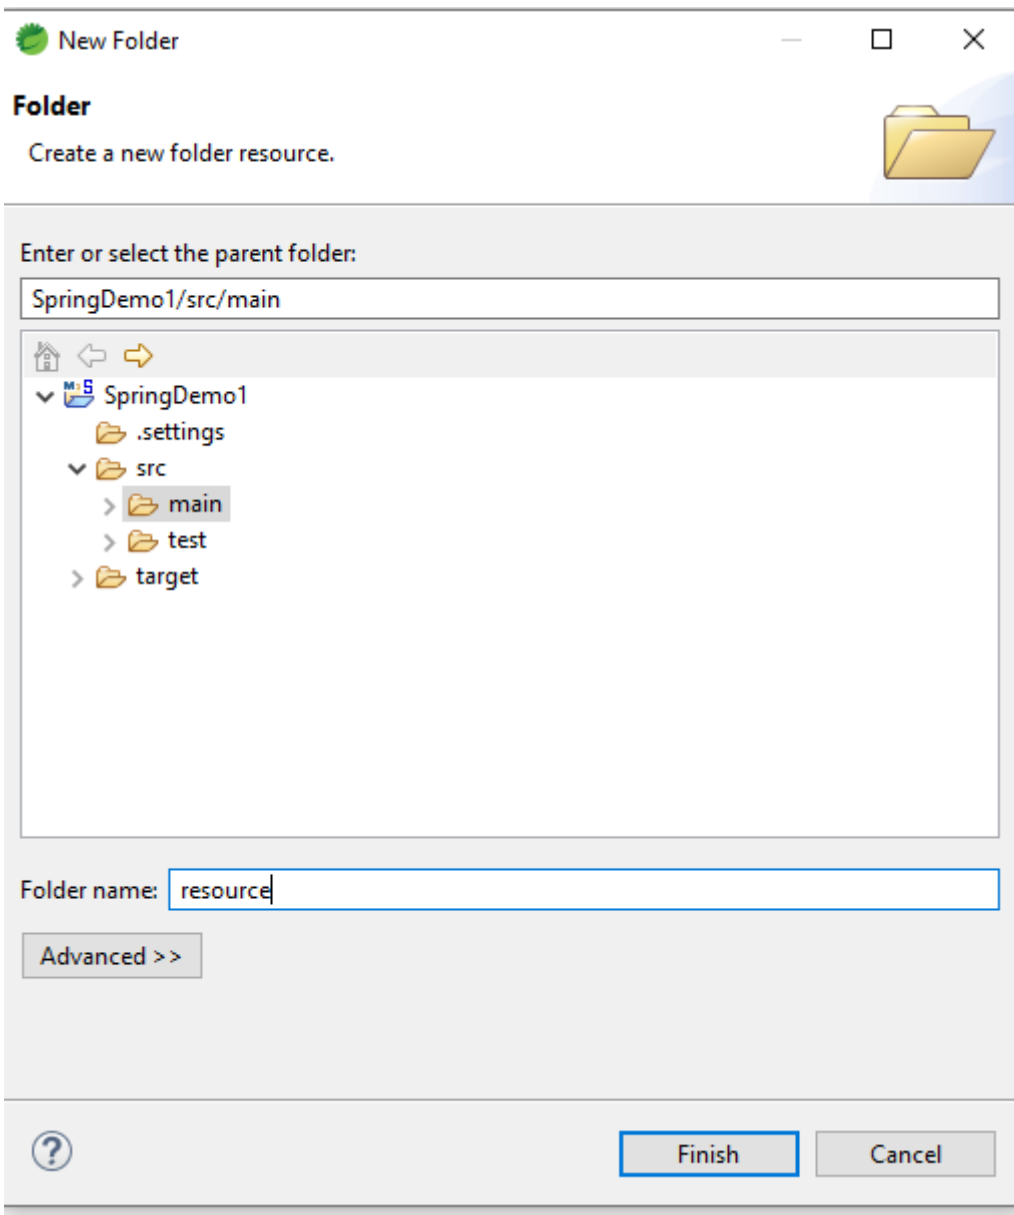 New Folder
Folder
Create a new folder resource.
Enter or select the parent folder:
SpringDemo1/src/main
SpringDemo1
.settings
src
main
test
target
Folder name: resource
Advanced >>
Finish Cancel